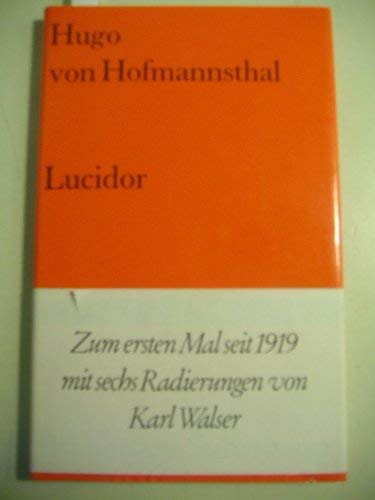 Hugo
von Hofmannsthal
Lucidor
Zum ersten Mal seit 1919
mit sechs Radierungen von
Karl Walser